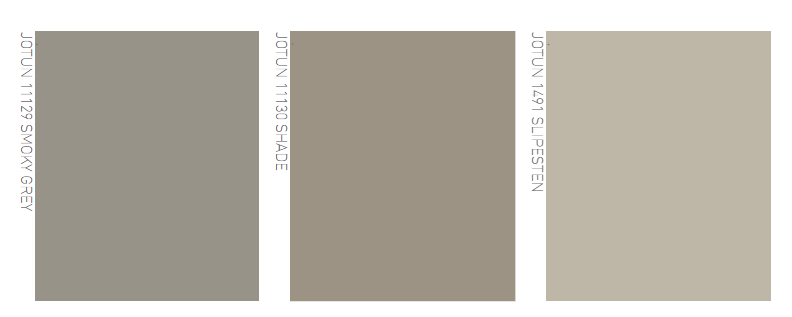 JOTUN 11129 SMOKY GREY
JOTUN 11130 SHADE
JOTUN 1491 SLIPESTEN